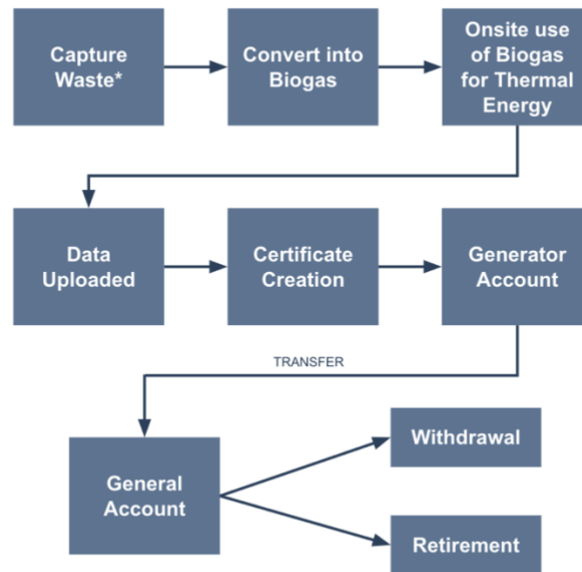 Capture
Waste*
Convert into
Biogas
Onsite use
of Biogas
for Thermal
Energy
Data
Uploaded
Certificate
Creation
Generator
Account
TRANSFER
General
Account
Withdrawal
Retirement